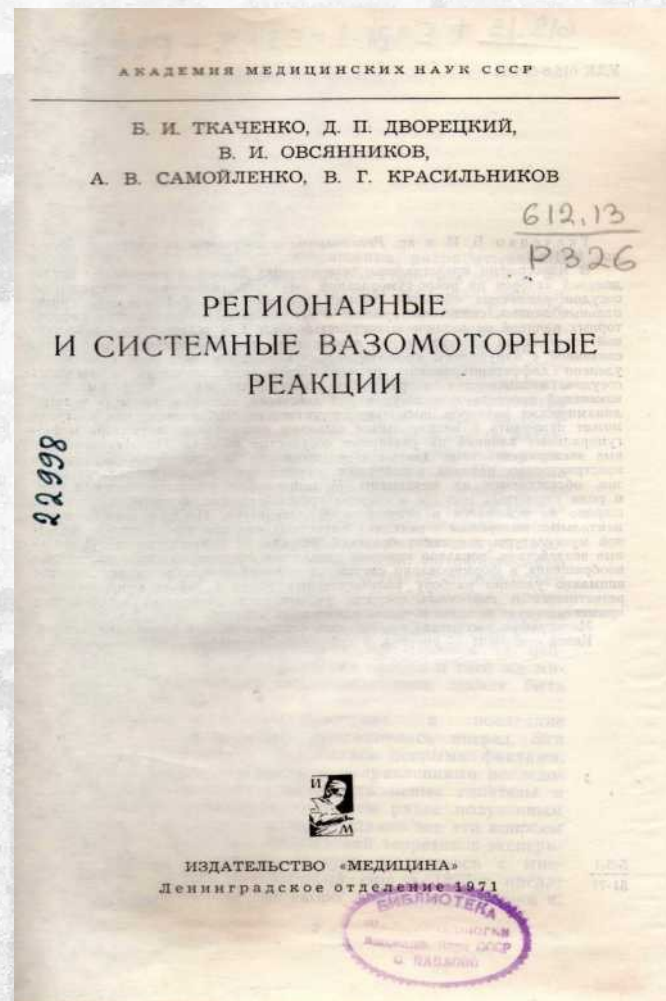 АКАДЕМИЯ МЕДИЦИНСКИХ НАУК СССР
Б. И. ТКАЧЕНКО, Д. П. ДВОРЕЦКИЙ,
В. И. ОВСЯННИКОВ,
А. В. САМОЙЛЕНКО, В. Г. КРАСИЛЬНИКОВ
612.13
Р326
РЕГИОНАРНЫЕ
И СИСТЕМНЫЕ ВАЗОМОТОРНЫЕ
РЕАКЦИИ
22998
И
М
ИЗДАТЕЛЬСТВО «МЕДИЦИНА»
Ленинградское отделение 1971
БИБЛИОТЕКА
СССР